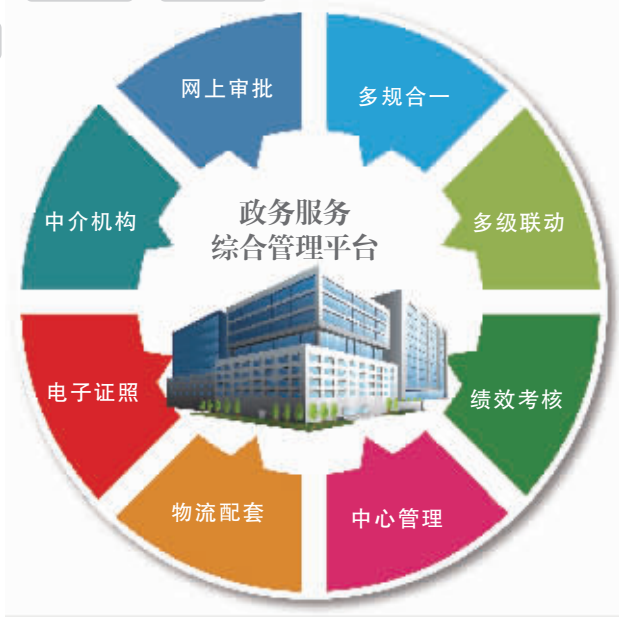 网上审批
多规合一
中介机构
政务服务
综合管理平台
多级联动
电子证照
绩效考核
物流配套
中心管理